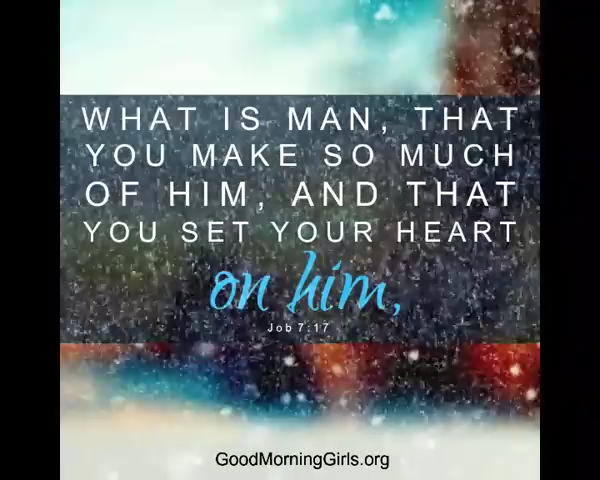 WHAT IS MAN, THAT
YOU MAKE SO MUCH
OF HIM, AND THAT
YOU SET YOUR HEART
on him,
Job 7:17
GoodMorningGirls.org